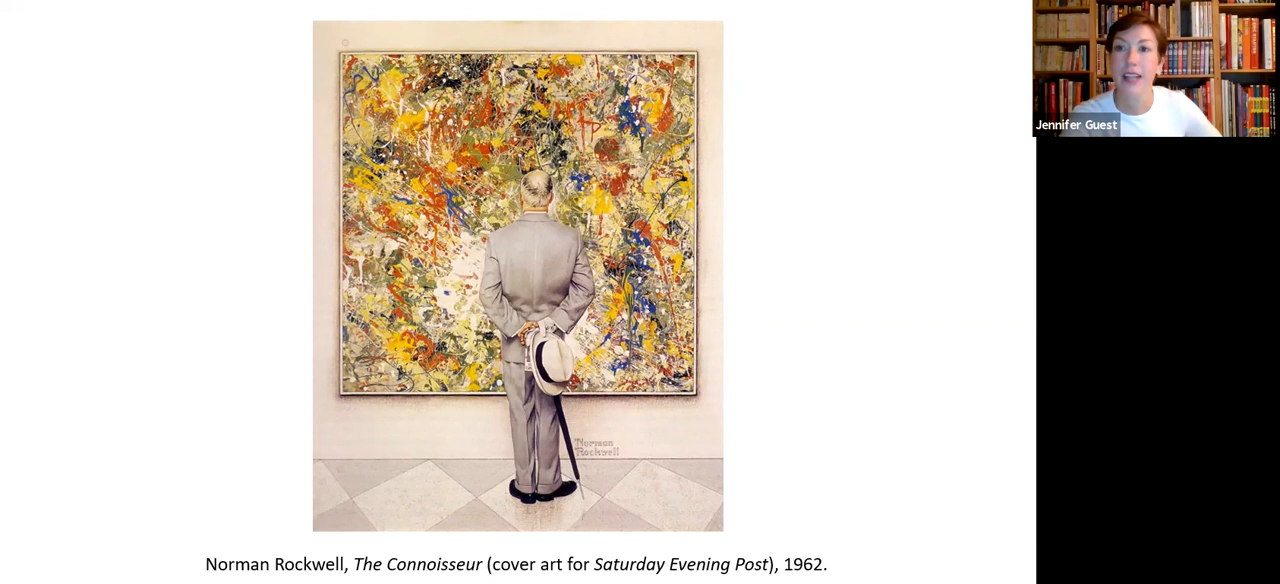 Jennifer Guest
Norman
Rockwell
Norman Rockwell, The Connoisseur (cover art for Saturday Evening Post), 1962.